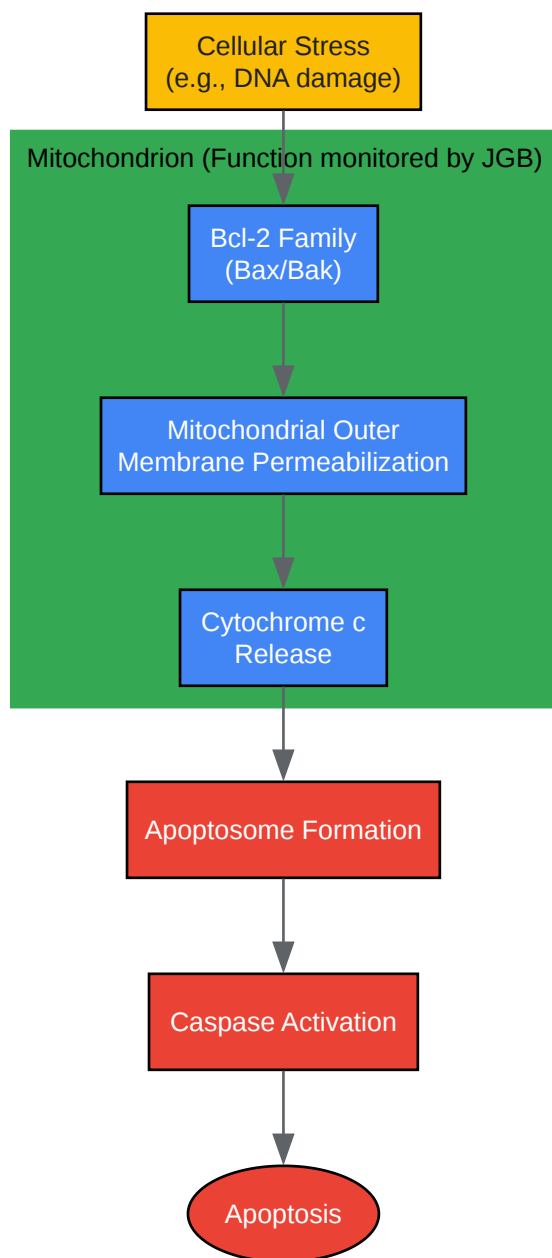 Cellular Stress
(e.g., DNA damage)
Mitochondrion (Function monitored by JGB)
Bcl-2 Family
(Bax/Bak)
Mitochondrial Outer
Membrane Permeabilization
Cytochrome c
Release
Apoptosome Formation
Caspase Activation
Apoptosis